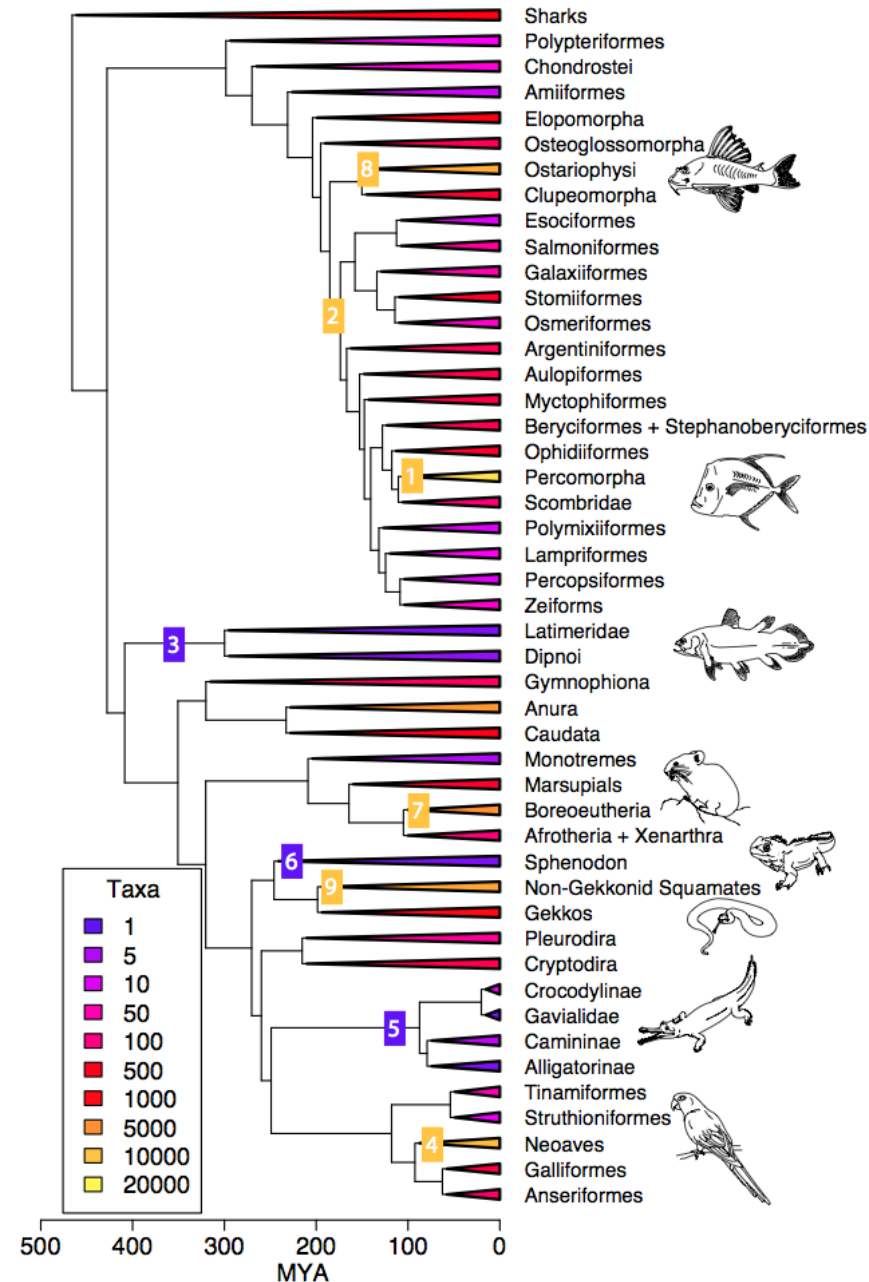 Sharks
Polypteriformes
Chondrostei
Amiiformes
Elopomorpha
Osteoglossomorpha
8 Ostariophysi
Clupeomorpha
Esociformes
Salmoniformes
Galaxiiformes
Stomiiformes
2
Osmeriformes
Argentiniformes
Aulopiformes
Myctophiformes
Beryciformes + Stephanoberyciformes
Ophidiiformes
1 Percomorpha
Scombridae
Polymixiiformes
Lampriformes
Percopsiformes
Zeiforms
Latimeridae
3
Dipnoi
Gymnophiona
Anura
Caudata
Monotremes
Marsupials
7 Boreoeutheria
Afrotheria + Xenarthra
6 Sphenodon
9 Non-Gekkonid Squamates
Gekkos
Pleurodira
Cryptodira
Crocodylinae
Gavialidae
5
Camininae
Alligatorinae
Tinamiformes
Struthioniformes
4 Neoaves
Galliformes
Anseriformes
Taxa
1
5
10
50
100
500
1000
5000
10000
20000
500 400 300 200 100 0
MYA